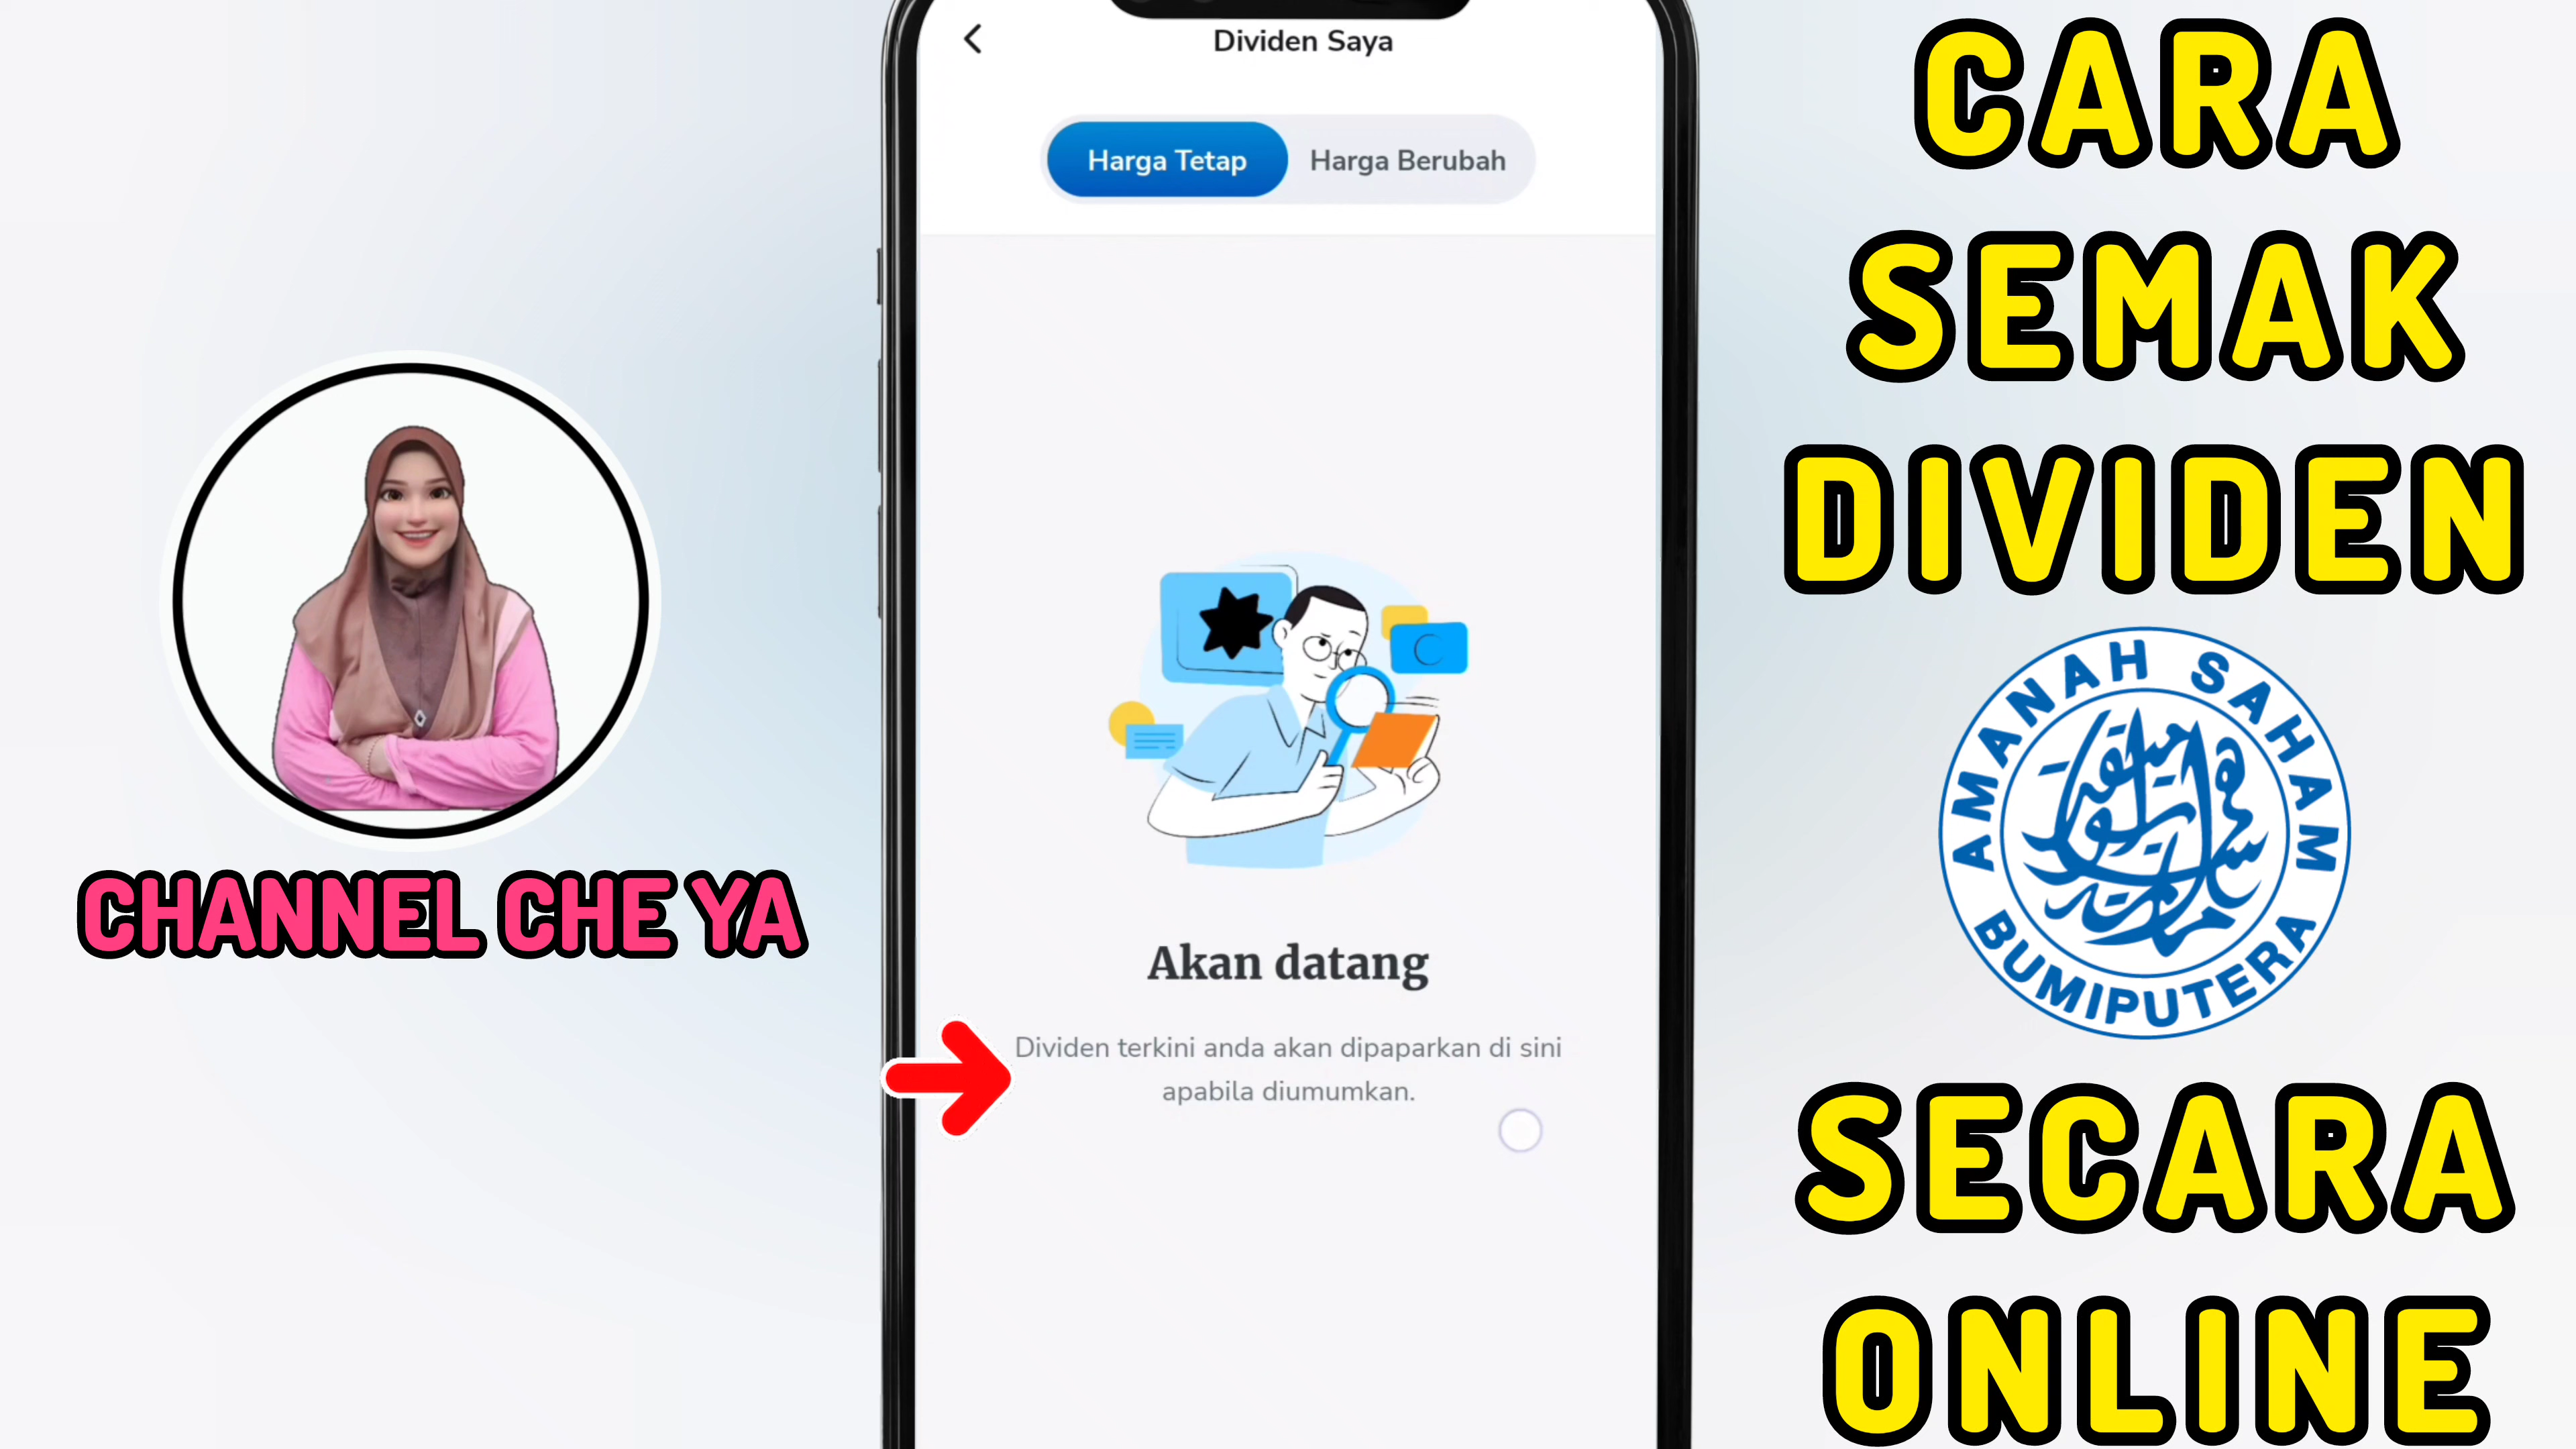 Dividen Saya
Harga Tetap
Harga Berubah
Akan datang
Dividen terkini anda akan dipaparkan di sini
apabila diumumkan.
CHANNEL CHE YA
CARA
SEMAK
DIVIDEN
AMANAH SAHAM
BUMIPUTERA
SECARA
ONLINE